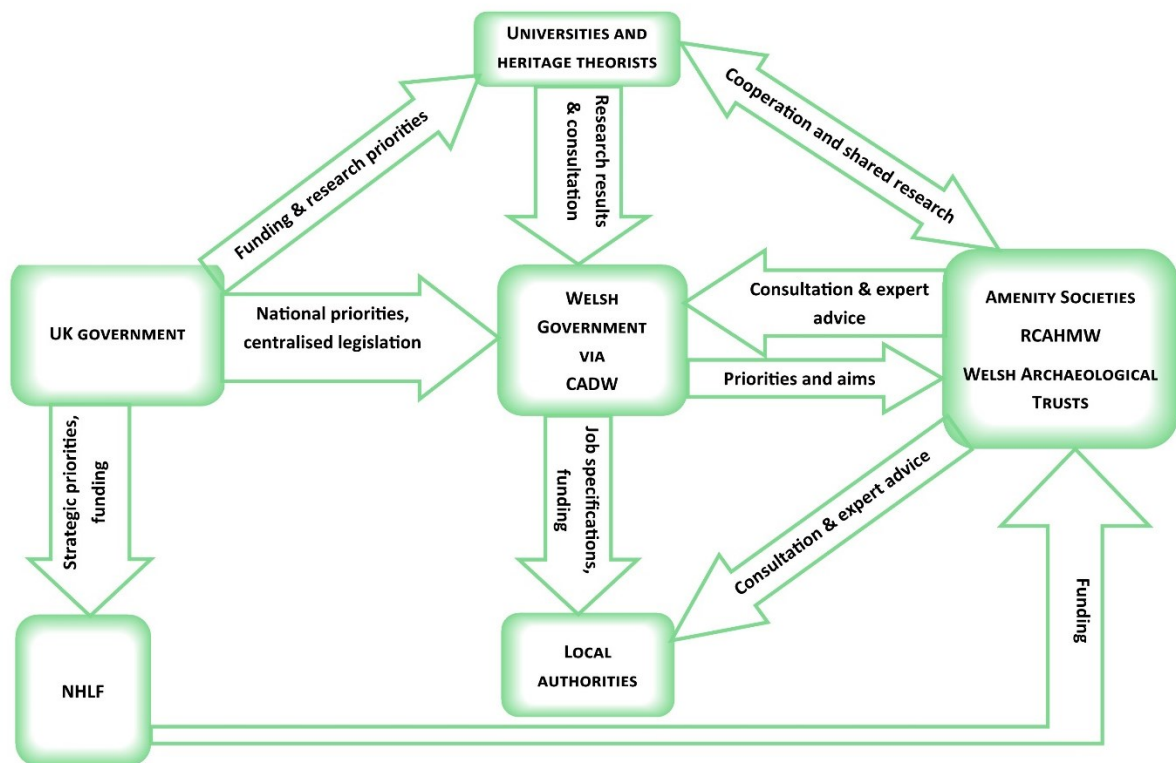 Universities and
heritage theorists
Funding & research priorities
Research results
& consultation
Cooperation and shared research
UK government
National priorities,
centralised legislation
Welsh
Government
via
Cadw
Consultation & expert
advice
Priorities and aims
Amenity Societies
RCAHMW
Welsh Archaeological
Trusts
Strategic priorities,
funding
Job specifications,
funding
Consultation & expert advice
Funding
NHLF
Local
authorities